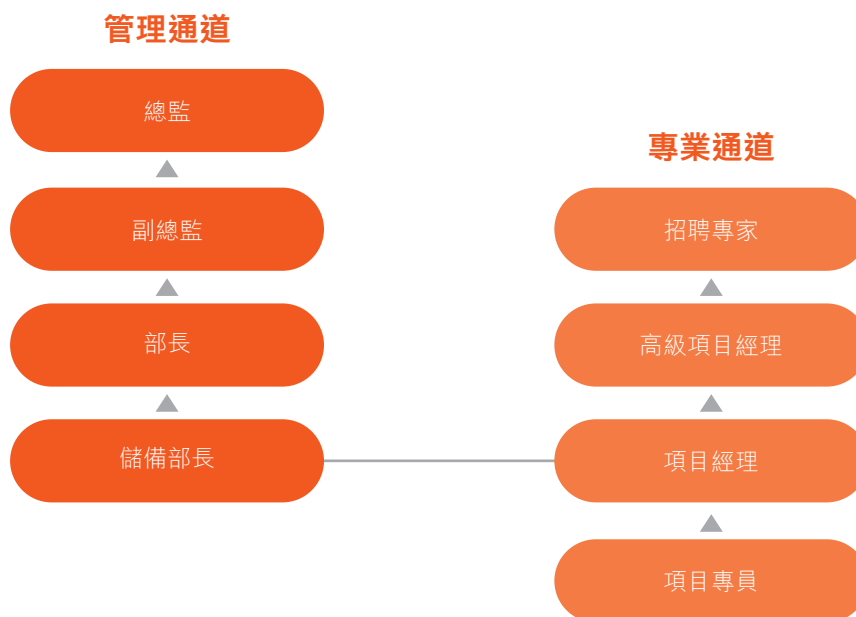 管理通道
總監
副總監
部長
儲備部長
專業通道
招聘專家
高級項目經理
項目經理
項目專員